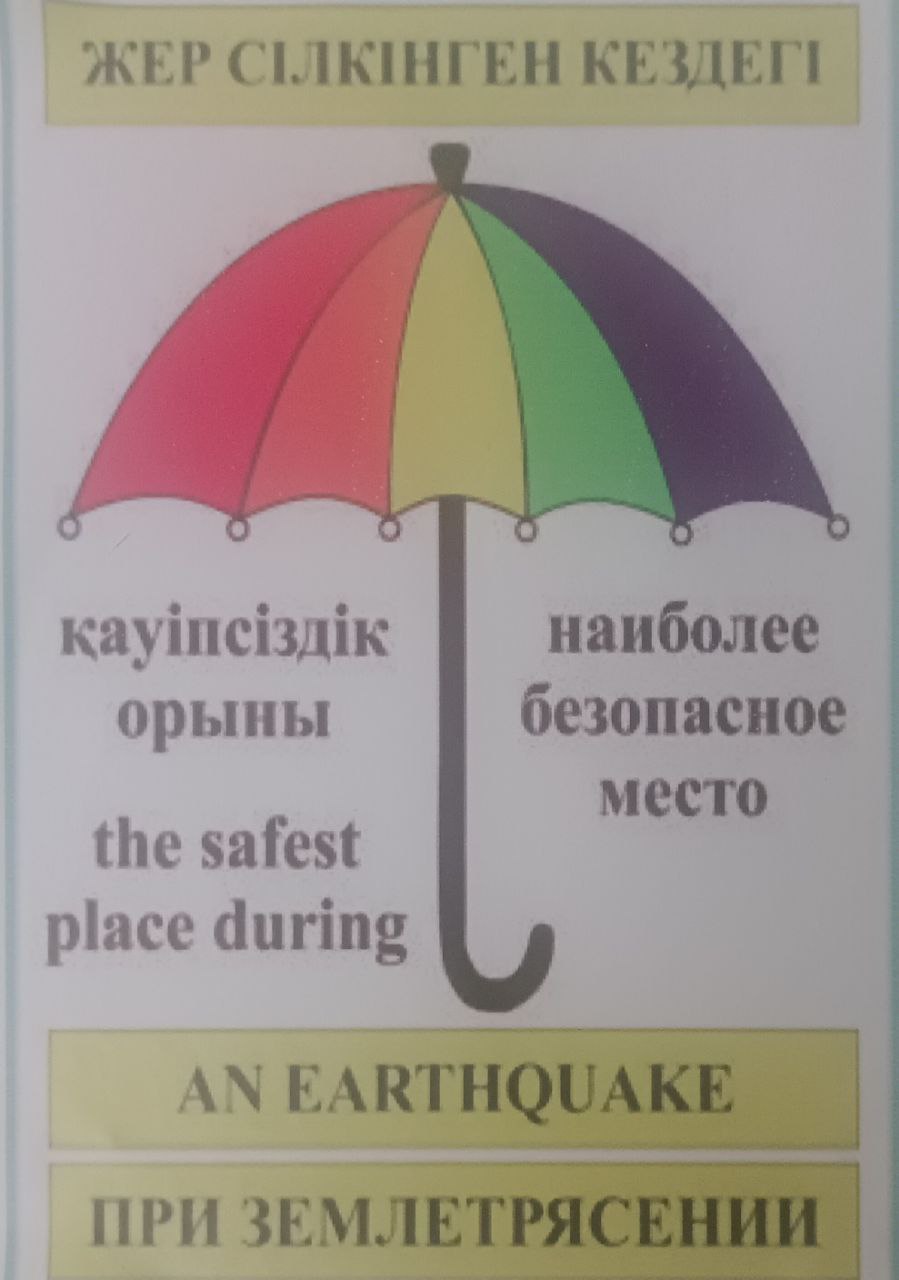 ЖЕР СІЛКІНГЕН КЕЗДЕГІ
қауіпсіздік
орыны
the safest
place during
наиболее
безопасное
место
AN EARTHQUAKE
ПРИ ЗЕМЛЕТРЯСЕНИИ